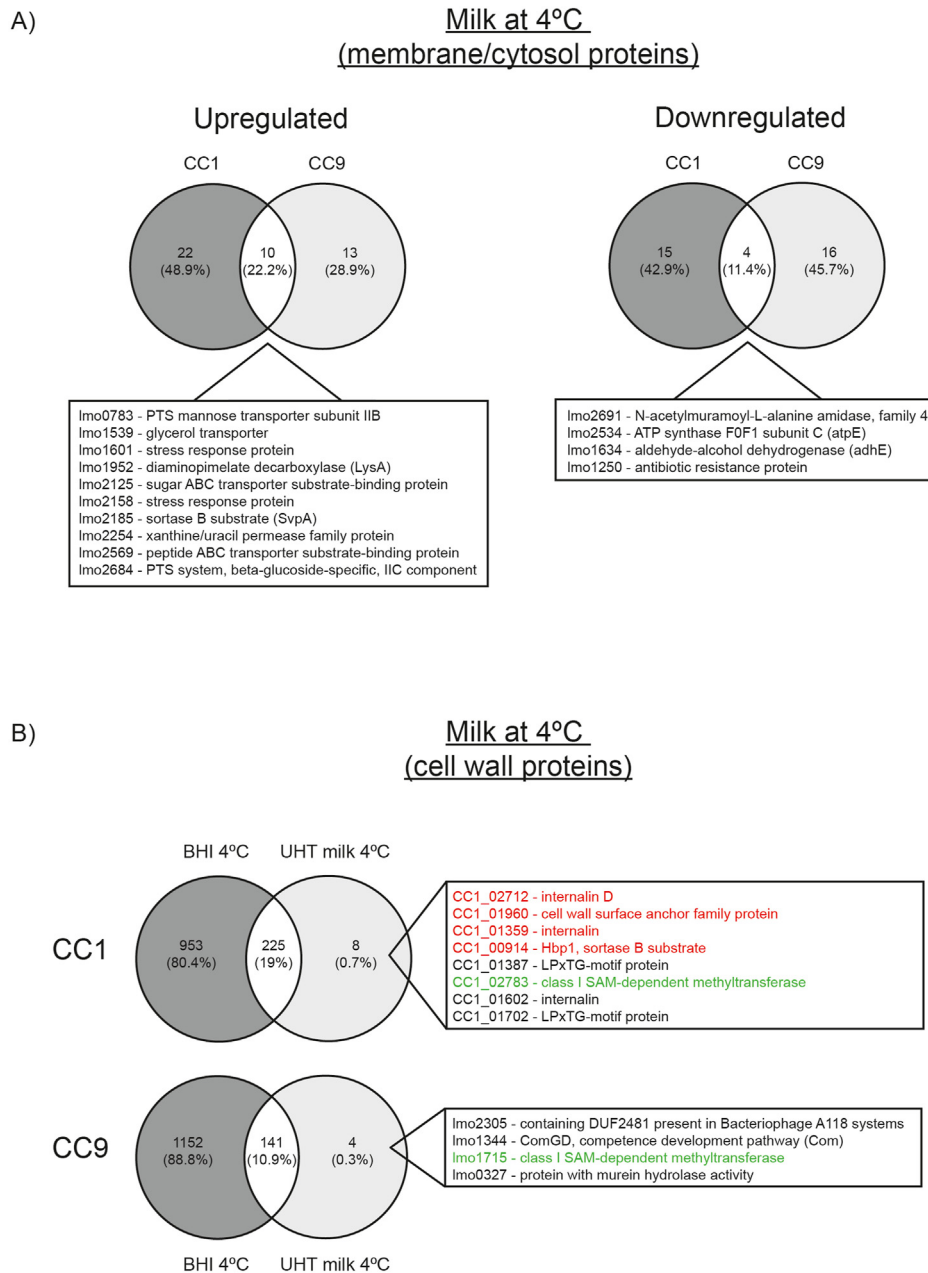 A)
Milk at 4ºC
(membrane/cytosol proteins)
Upregulated
Downregulated
CC1
CC9
CC1
CC9
22
(48.9%)
10
(22.2%)
13
(28.9%)
15
(42.9%)
4
(11.4%)
16
(45.7%)
lmo0783 - PTS mannose transporter subunit IIB
lmo1539 - glycerol transporter
lmo1601 - stress response protein
lmo1952 - diaminopimelate decarboxylase (LysA)
lmo2125 - sugar ABC transporter substrate-binding protein
lmo2158 - stress response protein
lmo2185 - sortase B substrate (SvpA)
lmo2254 - xanthine/uracil permease family protein
lmo2569 - peptide ABC transporter substrate-binding protein
lmo2684 - PTS system, beta-glucoside-specific, IIC component
lmo2691 - N-acetylmuramoyl-L-alanine amidase, family 4
lmo2534 - ATP synthase F0F1 subunit C (atpE)
lmo1634 - aldehyde-alcohol dehydrogenase (adhE)
lmo1250 - antibiotic resistance protein
B)
Milk at 4ºC
(cell wall proteins)
BHI 4ºC
UHT milk 4ºC
CC1
953
(80.4%)
225
(19%)
8
(0.7%)
CC1_02712 - internalin D
CC1_01960 - cell wall surface anchor family protein
CC1_01359 - internalin
CC1_00914 - Hbp1, sortase B substrate
CC1_01387 - LPxTG-motif protein
CC1_02783 - class I SAM-dependent methyltransferase
CC1_01602 - internalin
CC1_01702 - LPxTG-motif protein
CC9
1152
(88.8%)
141
(10.9%)
4
(0.3%)
lmo2305 - containing DUF2481 present in Bacteriophage A118 systems
lmo1344 - ComGD, competence development pathway (Com)
lmo1715 - class I SAM-dependent methyltransferase
lmo0327 - protein with murein hydrolase activity
BHI 4ºC
UHT milk 4ºC